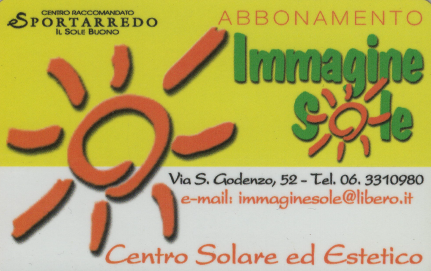 CENTRO RACCOMANDATO
SPORTARREDO
IL SOLE BUONO
ABBONAMENTO
Immagine
Sole
Via S. Godenzo, 52 - Tel. 06. 3310980
e-mail: immaginesole@libero.it
Centro Solare ed Estetico